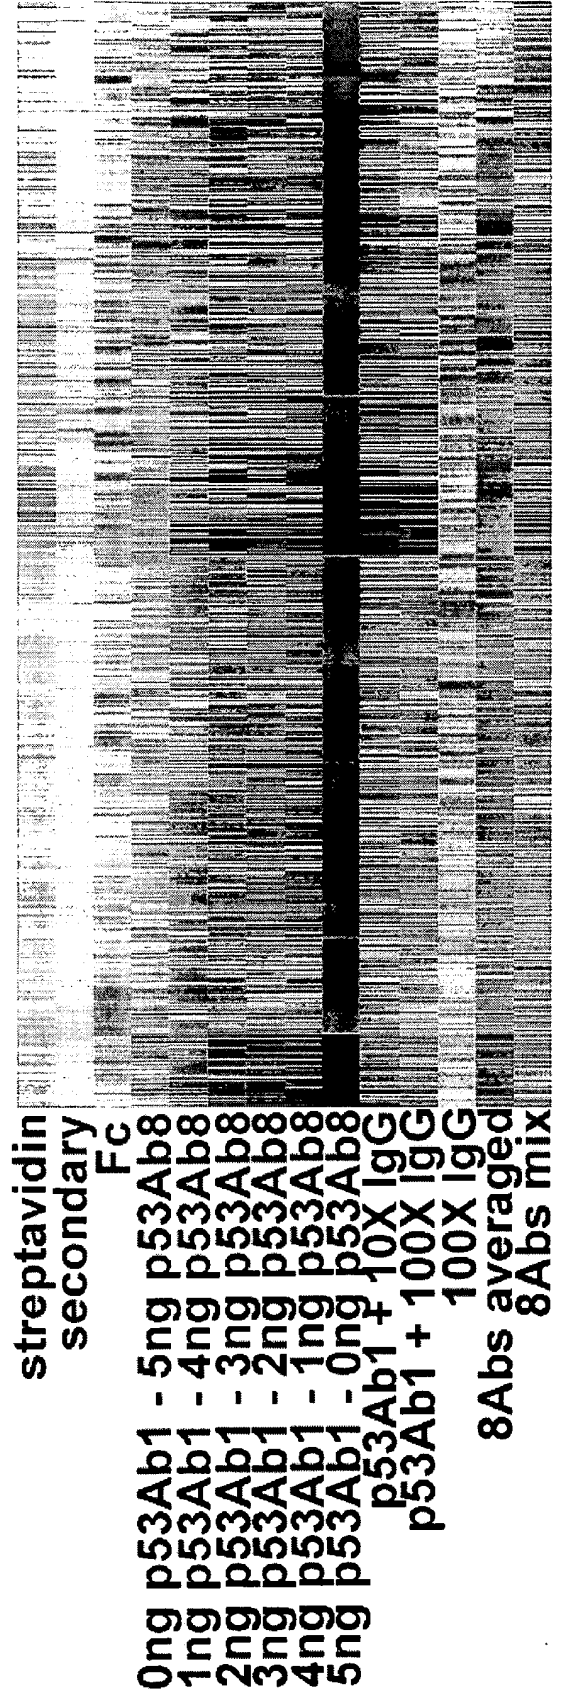 streptavidin
secondary
Fc
0ng p53Ab1 - 5ng p53Ab8
1ng p53Ab1 - 4ng p53Ab8
2ng p53Ab1 - 3ng p53Ab8
3ng p53Ab1 - 2ng p53Ab8
4ng p53Ab1 - 1ng p53Ab8
5ng p53Ab1 - 0ng p53Ab8
p53Ab1 + 10X IgG
p53Ab1 + 100X IgG
100X IgG
8Abs averaged
8Abs mix